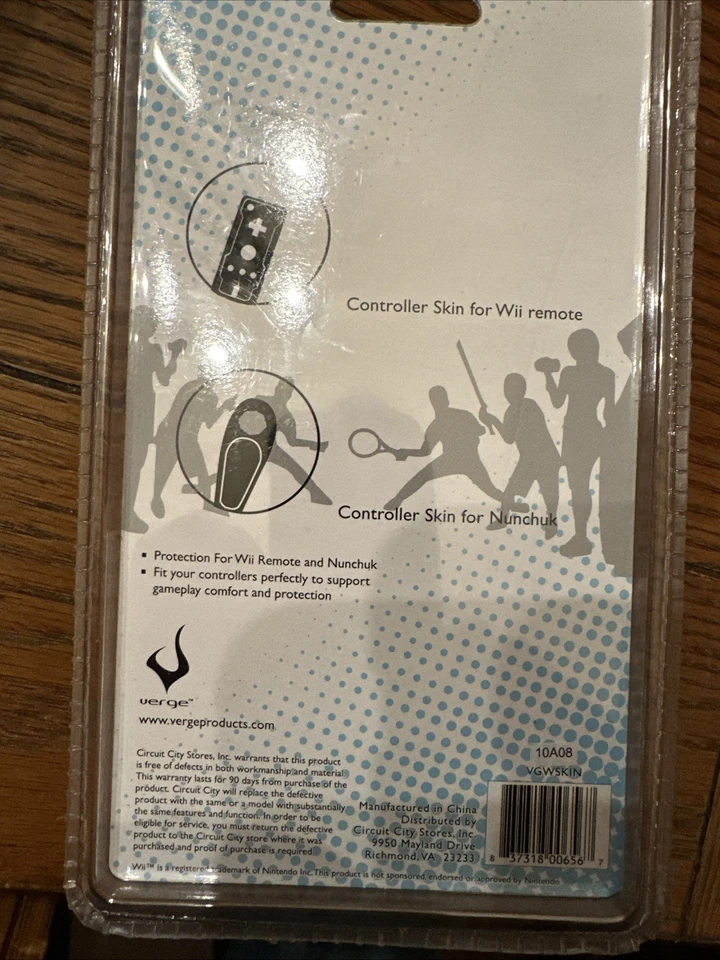 Controller Skin for Wii remote
Controller Skin for Nunchuk
▪ Protection For Wii Remote and Nunchuk
▪ Fit your controllers perfectly to support
gameplay comfort and protection
verge™
www.vergeproducts.com
Circuit City Stores, Inc. warrants that this product
is free of defects in both workmanship and material.
This warranty lasts for 90 days from purchase of the
product. Circuit City will replace the defective
product with the same or a model with substantially
the same features and function. In order to be
eligible for service, you must return the defective
product to the Circuit City store where it was
purchased and proof of purchase is required.
Manufactured in China
Distributed by
Circuit City Stores, Inc.
9950 Mayland Drive
Richmond, VA 23233
10A08
VGWSKIN
8 37318 00656 7
Wii™ is a registered trademark of Nintendo Inc. This product is not sponsored, endorsed or approved by Nintendo